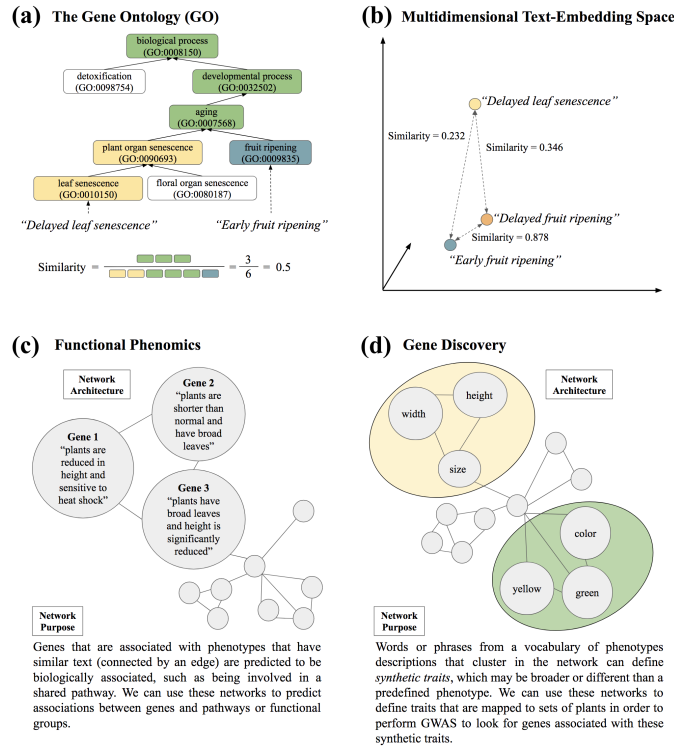 (a) The Gene Ontology (GO)
biological process
(GO:0008150)
detoxification
(GO:0098754)
developmental process
(GO:0032502)
aging
(GO:0007568)
plant organ senescence
(GO:0090693)
fruit ripening
(GO:0009835)
leaf senescence
(GO:0010150)
floral organ senescence
(GO:0080187)
“Delayed leaf senescence”
“Early fruit ripening”
Similarity = = 3/6 = 0.5
(b) Multidimensional Text-Embedding Space
“Delayed leaf senescence”
Similarity = 0.232
Similarity = 0.346
“Delayed fruit ripening”
Similarity = 0.878
“Early fruit ripening”
(c) Functional Phenomics
Network
Architecture
Gene 2
“plants are
shorter than
normal and
have broad
leaves”
Gene 1
“plants are
reduced in
height and
sensitive to
heat shock”
Gene 3
“plants have
broad leaves
and height is
significantly
reduced”
Network
Purpose
Genes that are associated with phenotypes that have
similar text (connected by an edge) are predicted to be
biologically associated, such as being involved in a
shared pathway. We can use these networks to predict
associations between genes and pathways or functional
groups.
(d) Gene Discovery
Network
Architecture
height
width
size
color
yellow
green
Network
Purpose
Words or phrases from a vocabulary of phenotypes
descriptions that cluster in the network can define
synthetic traits, which may be broader or different than a
predefined phenotype. We can use these networks to
define traits that are mapped to sets of plants in order to
perform GWAS to look for genes associated with these
synthetic traits.